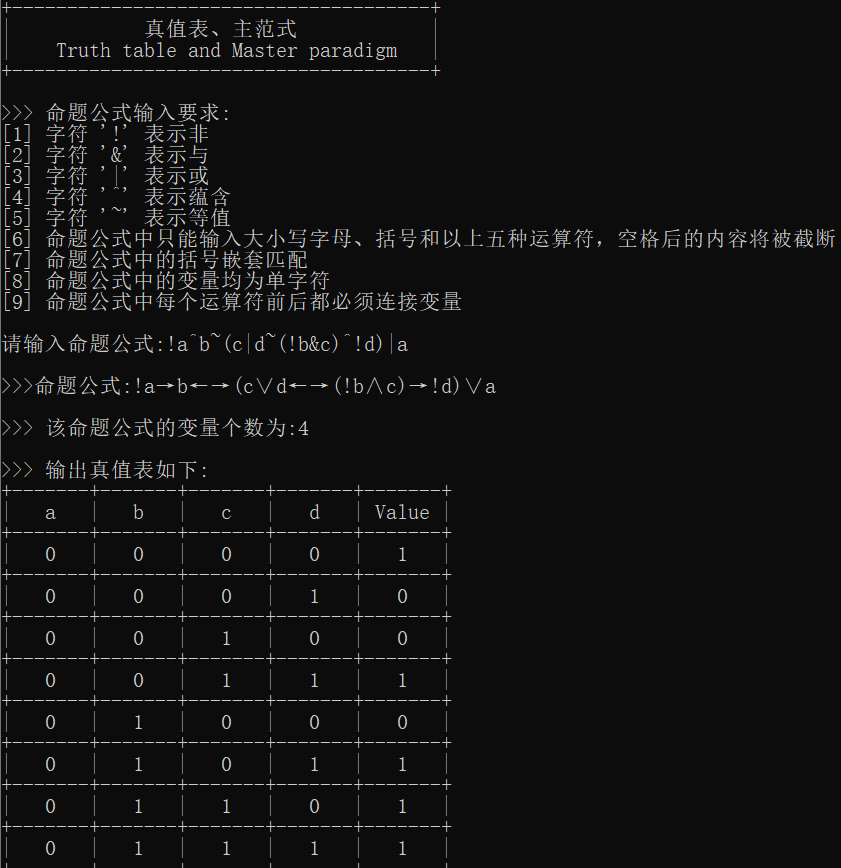 真值表、主范式
Truth table and Master paradigm
>>> 命题公式输入要求:
[1] 字符 '!' 表示非
[2] 字符 '&' 表示与
[3] 字符 '|' 表示或
[4] 字符 '^' 表示蕴含
[5] 字符 '~' 表示等值
[6] 命题公式中只能输入大小写字母、括号和以上五种运算符，空格后的内容将被截断
[7] 命题公式中的括号嵌套匹配
[8] 命题公式中的变量均为单字符
[9] 命题公式中每个运算符前后都必须连接变量
请输入命题公式:!a^b~(c|d~(!b&c)^!d)|a
>>>命题公式:!a→b←→(c∨d←→(!b∧c)→!d)∨a
>>> 该命题公式的变量个数为:4
>>> 输出真值表如下:
a b c d Value
0 0 0 0 1
0 0 0 1 0
0 0 1 0 0
0 0 1 1 1
0 1 0 0 0
0 1 0 1 1
0 1 1 0 1
0 1 1 1 1